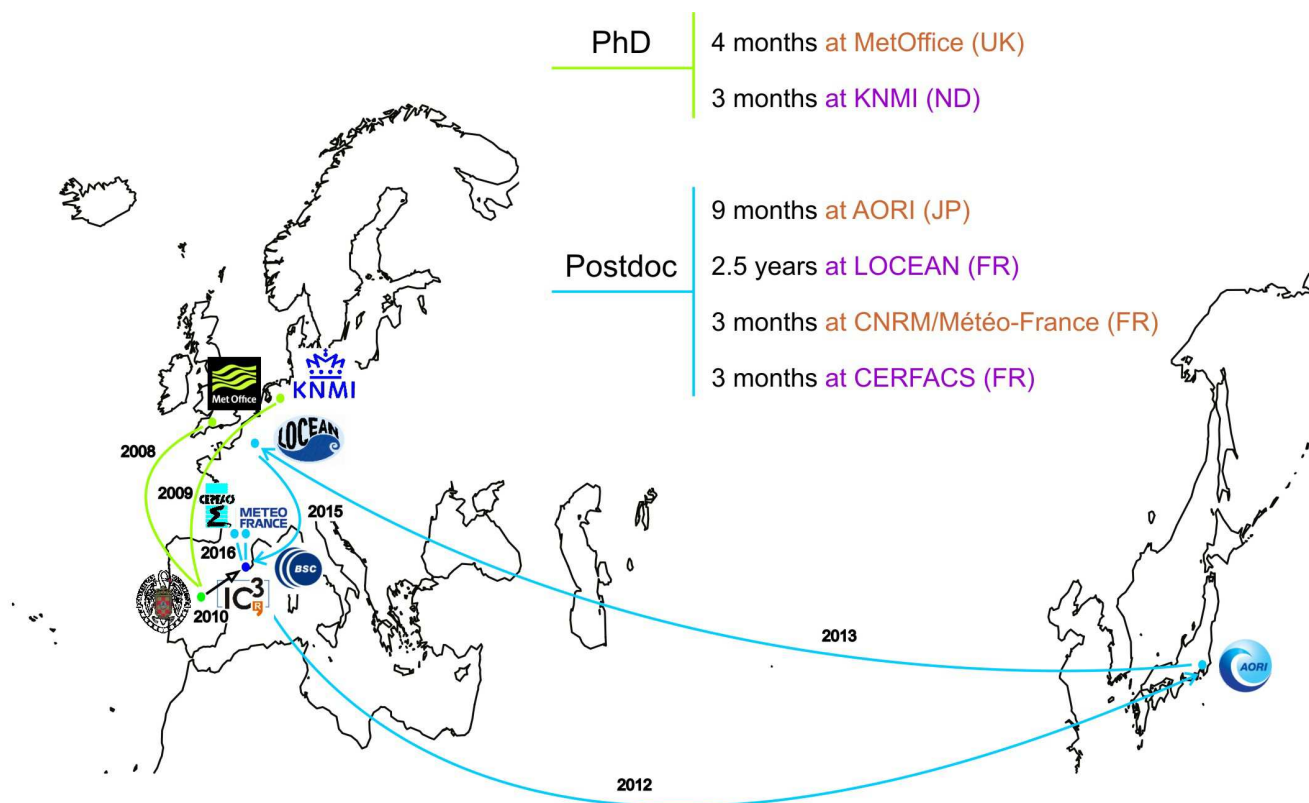 PhD
4 months at MetOffice (UK)
3 months at KNMI (ND)
Postdoc
9 months at AORI (JP)
2.5 years at LOCEAN (FR)
3 months at CNRM/Météo-France (FR)
3 months at CERFACS (FR)
Met Office
KNMI
LOCEAN
2008
2009
CERFACS
METEO
FRANCE
2015
2016
BSC
IC3
R
2010
2013
AORI
2012